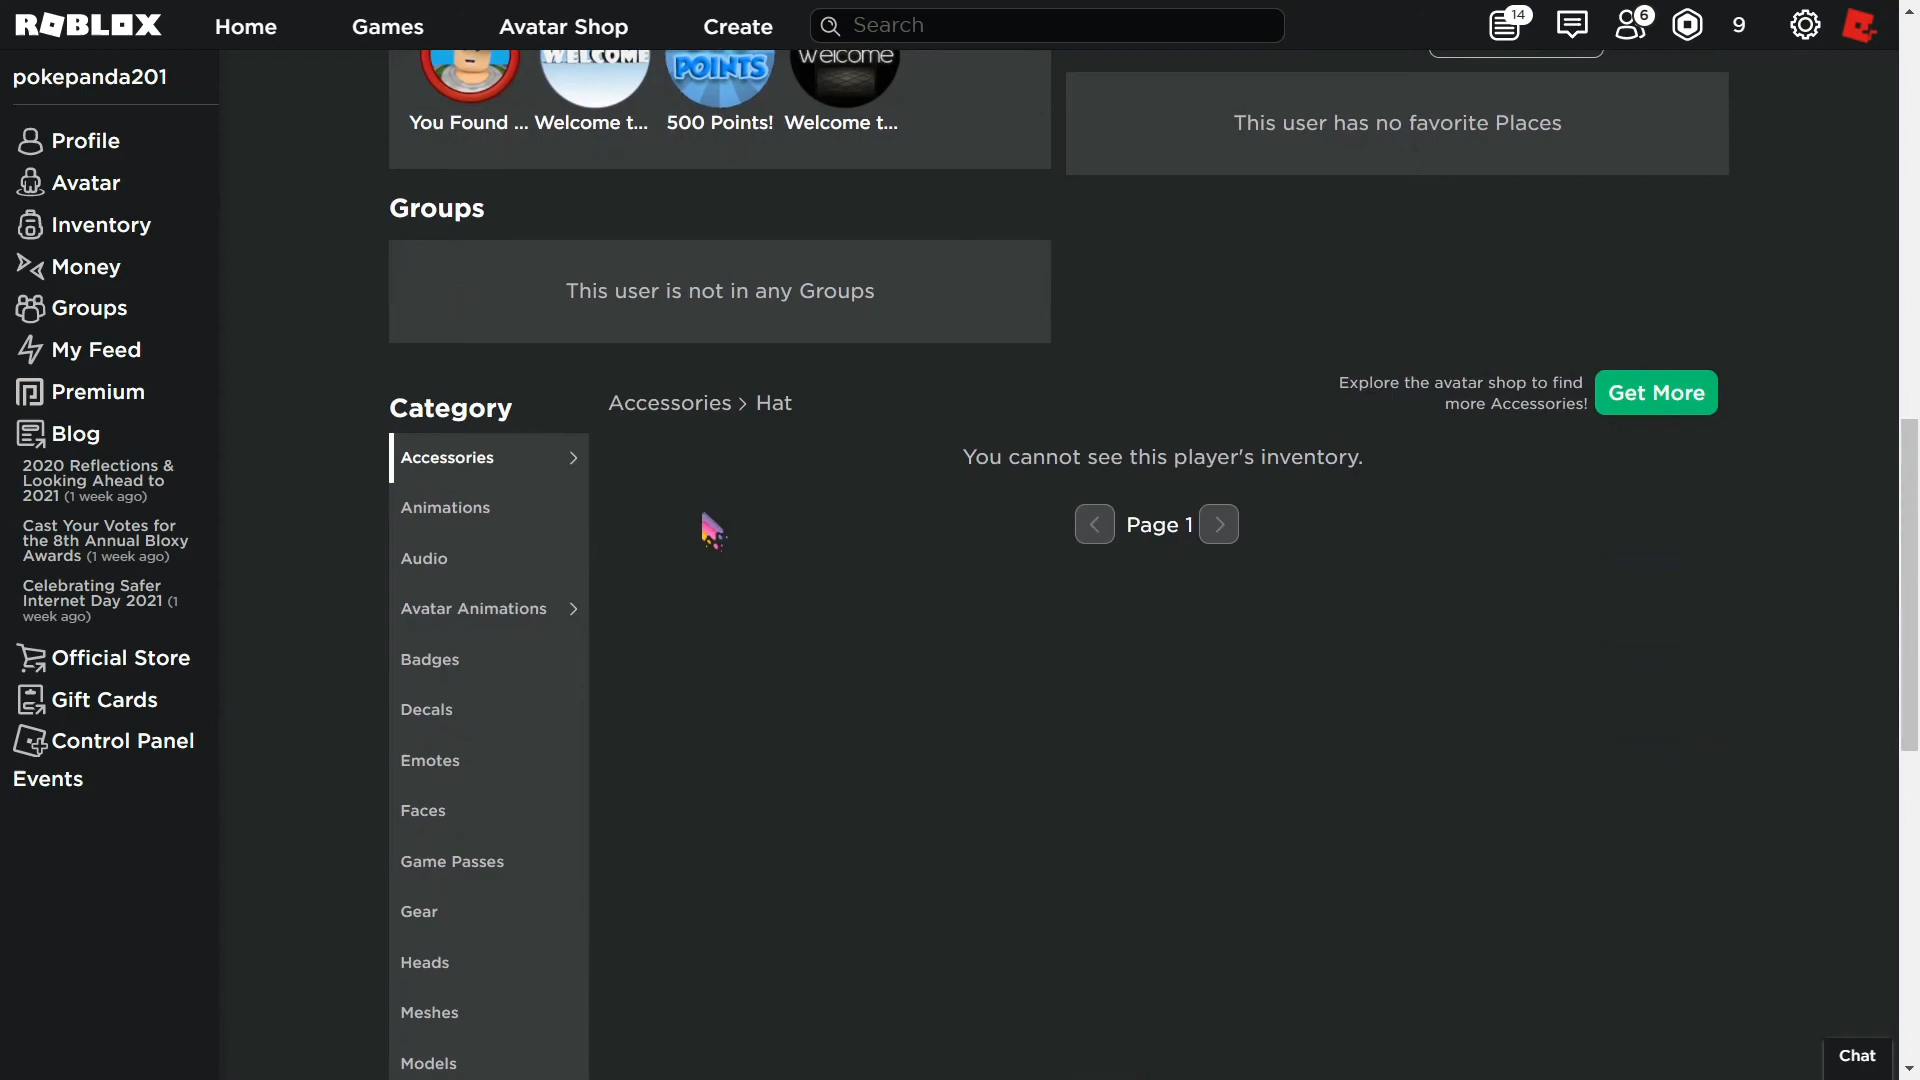 ROBLOX
Home
Games
Avatar Shop
Create
Search
14
6
9
pokepanda201
Profile
Avatar
Inventory
Money
Groups
My Feed
Premium
Blog
2020 Reflections &
Looking Ahead to
2021 (1 week ago)
Cast Your Votes for
the 8th Annual Bloxy
Awards (1 week ago)
Celebrating Safer
Internet Day 2021 (1
week ago)
Official Store
Gift Cards
Control Panel
Events
WELCOME
POINTS
welcome
You Found ...
Welcome t...
500 Points!
Welcome t...
This user has no favorite Places
Groups
This user is not in any Groups
Category
Accessories
Animations
Audio
Avatar Animations
Badges
Decals
Emotes
Faces
Game Passes
Gear
Heads
Meshes
Models
Accessories > Hat
Explore the avatar shop to find
more Accessories!
Get More
You cannot see this player's inventory.
Page 1
Chat